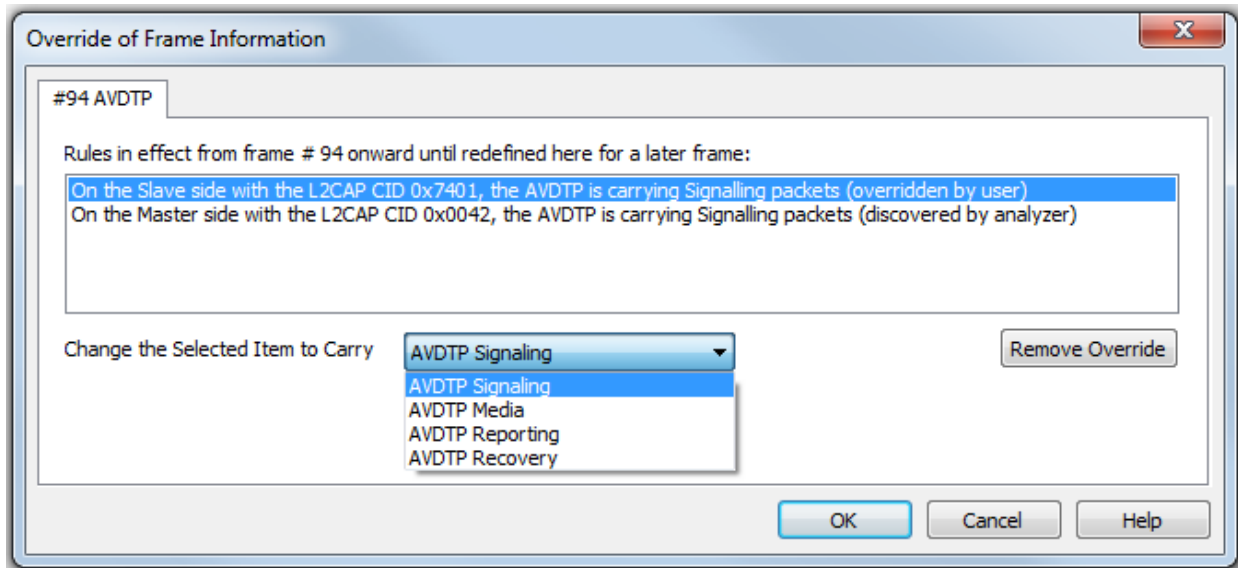 Override of Frame Information
#94 AVDTP
Rules in effect from frame # 94 onward until redefined here for a later frame:
On the Slave side with the L2CAP CID 0x7401, the AVDTP is carrying Signalling packets (overridden by user)
On the Master side with the L2CAP CID 0x0042, the AVDTP is carrying Signalling packets (discovered by analyzer)
Change the Selected Item to Carry AVDTP Signaling Remove Override
AVDTP Signaling
AVDTP Media
AVDTP Reporting
AVDTP Recovery
OK Cancel Help